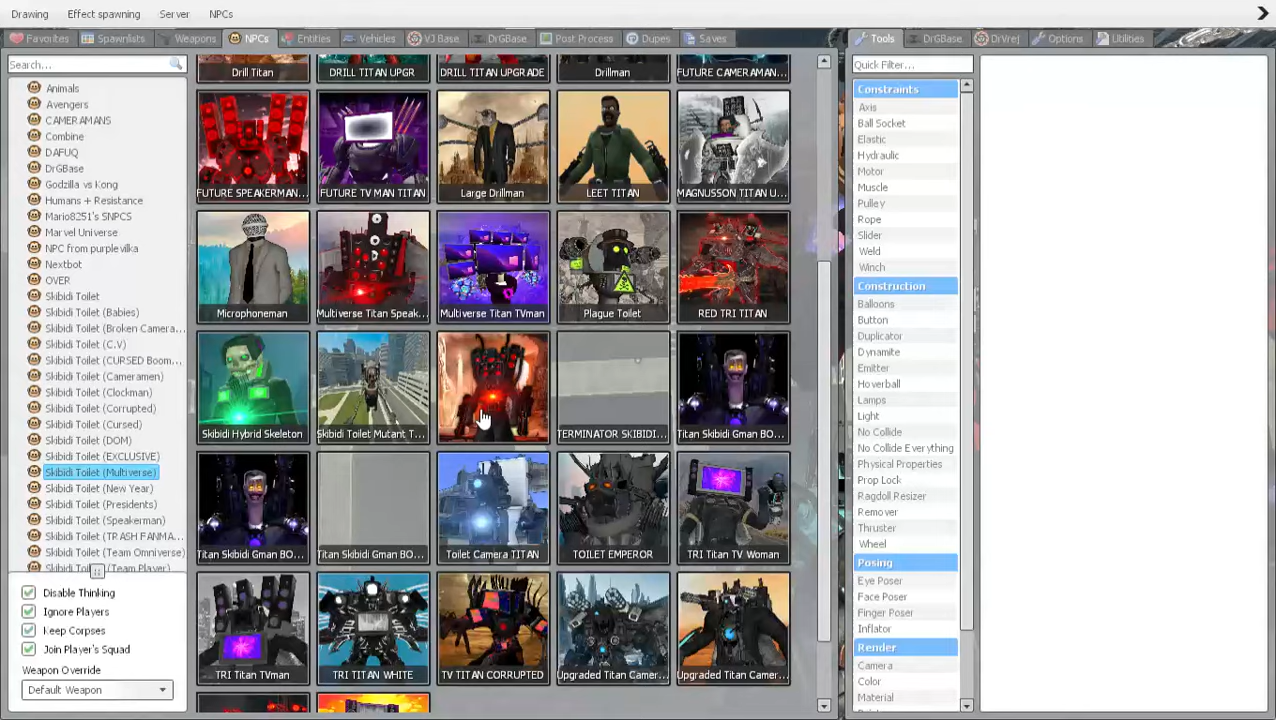 Drawing Effect spawning Server NPCs
Favorites Spawnlists Weapons NPCs Entities Vehicles VJ Base DrGBase Post Process Dupes Saves
Search...
Animals
Avengers
CAMERAMANS
Combine
DAFUQ
DrGBase
Godzilla vs Kong
Humans + Resistance
Mario8251's SNPCS
Marvel Universe
NPC from purplevilka
Nextbot
OVER
Skibidi Toilet
Skibidi Toilet (Babies)
Skibidi Toilet (Broken Camera...
Skibidi Toilet (C.V)
Skibidi Toilet (CURSED Boom...
Skibidi Toilet (Cameramen)
Skibidi Toilet (Clockman)
Skibidi Toilet (Corrupted)
Skibidi Toilet (Cursed)
Skibidi Toilet (DOM)
Skibidi Toilet (EXCLUSIVE)
Skibidi Toilet (Multiverse)
Skibidi Toilet (New Year)
Skibidi Toilet (Presidents)
Skibidi Toilet (Speakerman)
Skibidi Toilet (TRASH FANMA...
Skibidi Toilet (Team Omniverse)
Skibidi Toilet (Team Player)
Disable Thinking
Ignore Players
Keep Corpses
Join Player's Squad
Weapon Override
Default Weapon
Drill Titan DRILL TITAN UPGR DRILL TITAN UPGRADE Drillman FUTURE CAMERAMAN...
FUTURE SPEAKERMAN... FUTURE TV MAN TITAN Large Drillman LEET TITAN MAGNUSSON TITAN U...
Microphoneman Multiverse Titan Speak... Multiverse Titan TVman Plague Toilet RED TRI TITAN
Skibidi Hybrid Skeleton Skibidi Toilet Mutant T... TERMINATOR SKIBIDI... Titan Skibidi Gman BO...
Titan Skibidi Gman BO... Titan Skibidi Gman BO... Toilet Camera TITAN TOILET EMPEROR TRI Titan TV Woman
TRI Titan TVman TRI TITAN WHITE TV TITAN CORRUPTED Upgraded Titan Camer... Upgraded Titan Camer...
Tools DrGBase DrVrej Options Utilities
Quick Filter...
Constraints
Axis
Ball Socket
Elastic
Hydraulic
Motor
Muscle
Pulley
Rope
Slider
Weld
Winch
Construction
Balloons
Button
Duplicator
Dynamite
Emitter
Hoverball
Lamps
Light
No Collide
No Collide Everything
Physical Properties
Prop Lock
Ragdoll Resizer
Remover
Thruster
Wheel
Posing
Eye Poser
Face Poser
Finger Poser
Inflator
Render
Camera
Color
Material